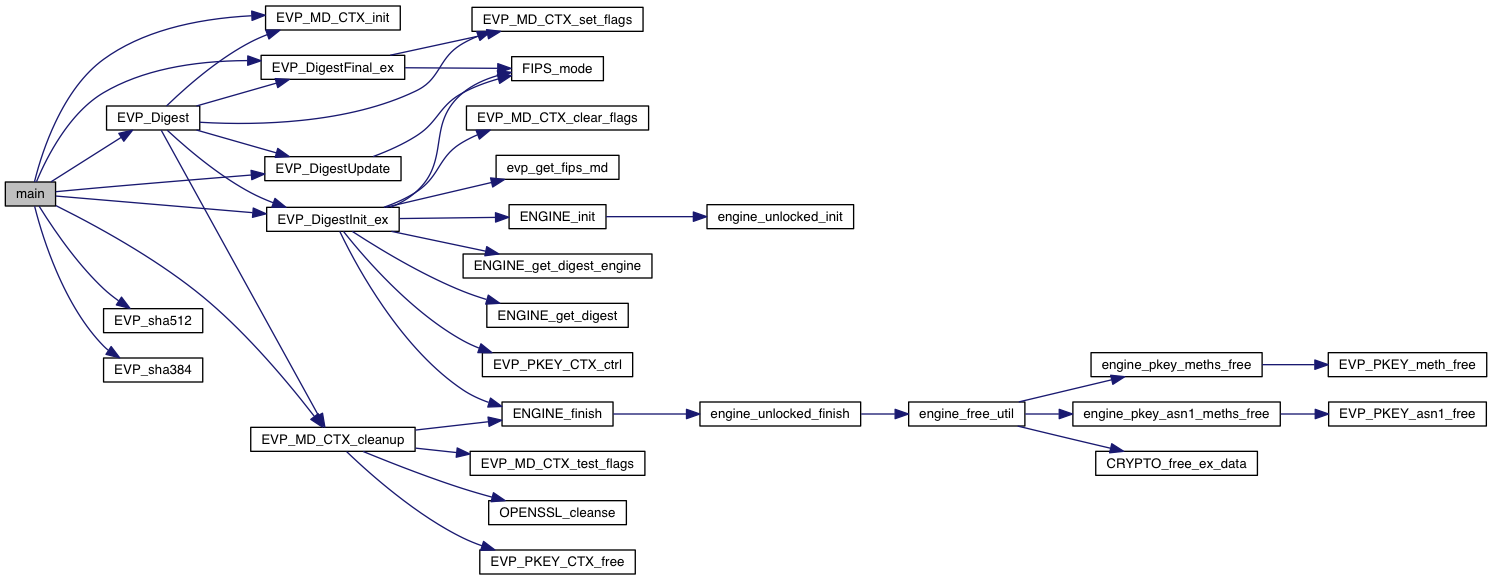 main
EVP_MD_CTX_init
EVP_DigestFinal_ex
EVP_Digest
EVP_DigestUpdate
EVP_DigestInit_ex
EVP_sha512
EVP_sha384
EVP_MD_CTX_cleanup
EVP_MD_CTX_set_flags
FIPS_mode
EVP_MD_CTX_clear_flags
evp_get_fips_md
ENGINE_init
engine_unlocked_init
ENGINE_get_digest_engine
ENGINE_get_digest
EVP_PKEY_CTX_ctrl
ENGINE_finish
engine_unlocked_finish
engine_free_util
engine_pkey_meths_free
EVP_PKEY_meth_free
engine_pkey_asn1_meths_free
EVP_PKEY_asn1_free
CRYPTO_free_ex_data
EVP_MD_CTX_test_flags
OPENSSL_cleanse
EVP_PKEY_CTX_free